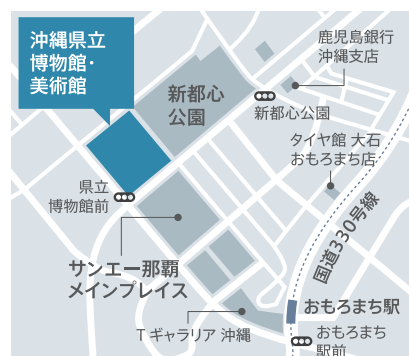 沖縄県立
博物館・
美術館
鹿児島銀行
沖縄支店
新都心
公園
新都心公園
タイヤ館 大石
おもろまち店
県立
博物館前
国道330号線
サンエー那覇
メインプレイス
おもろまち駅
Tギャラリア 沖縄
おもろまち
駅前